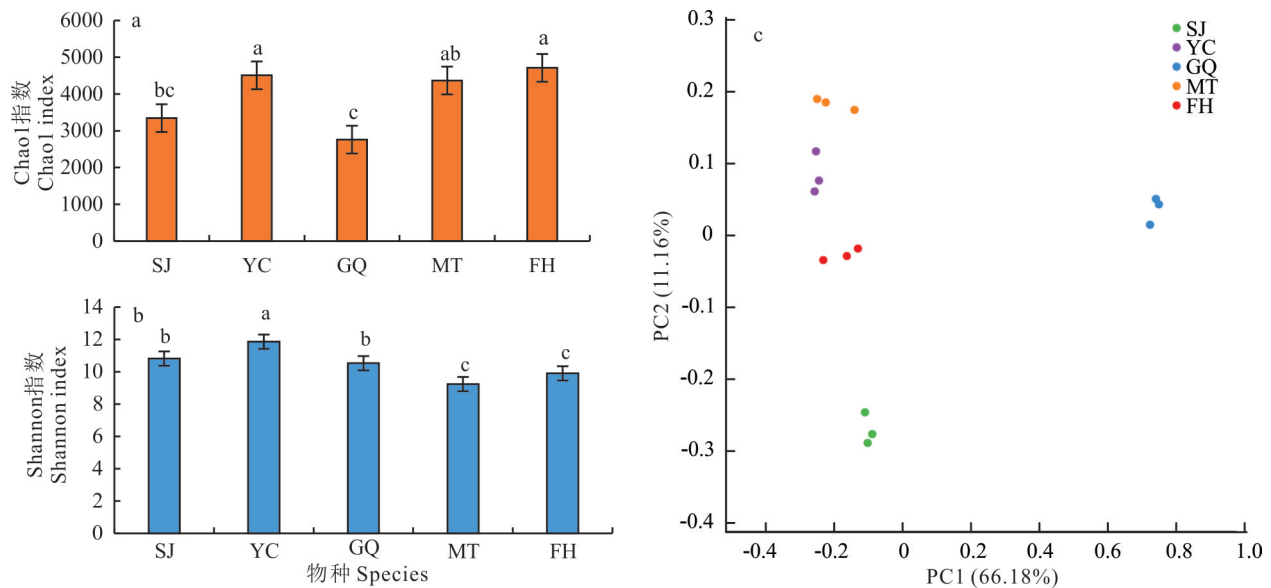 a
6000
5000
4000
3000
2000
1000
0
Chao1指数
Chao1 index
bc
a
c
ab
a
SJ
YC
GQ
MT
FH
b
14
12
10
8
6
4
2
0
Shannon指数
Shannon index
b
a
b
c
c
SJ
YC
GQ
MT
FH
物种 Species
c
SJ
YC
GQ
MT
FH
0.3
0.2
0.1
0
-0.1
-0.2
-0.3
-0.4
PC2 (11.16%)
-0.4
-0.2
0
0.2
0.4
0.6
0.8
1.0
PC1 (66.18%)